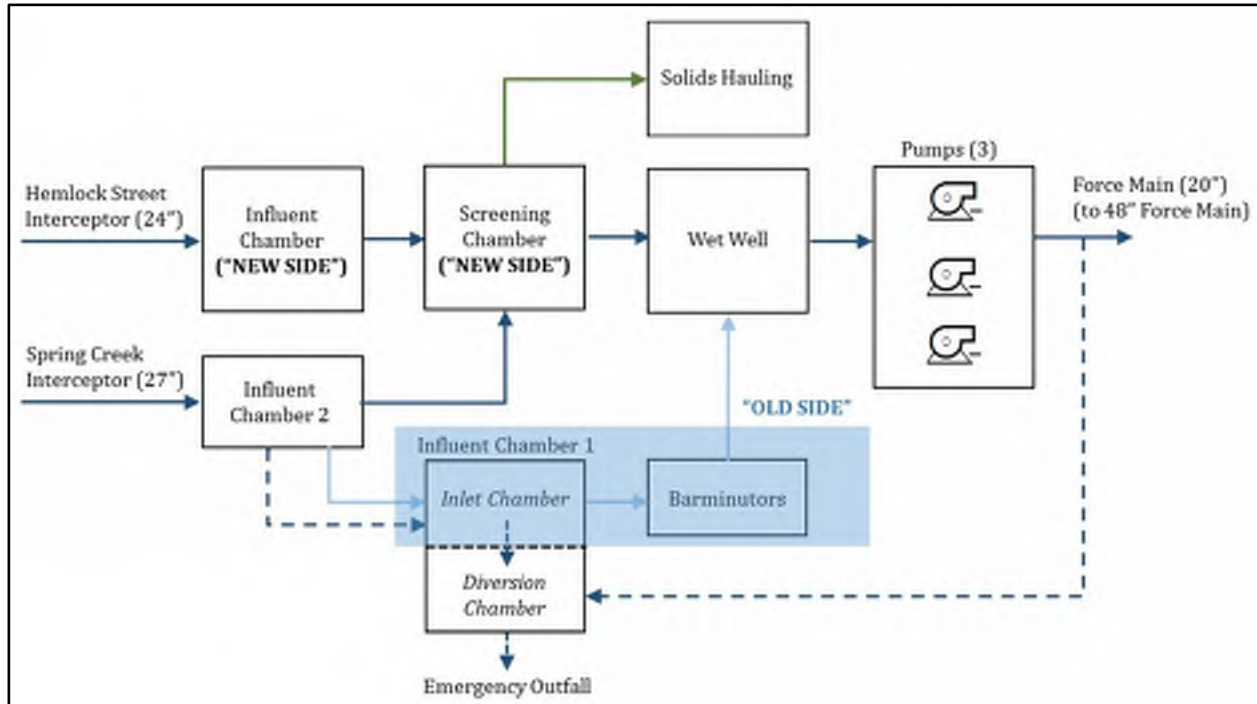 Solids Hauling
Pumps (3)
Hemlock Street
Interceptor (24")
Influent
Chamber
("NEW SIDE")
Screening
Chamber
("NEW SIDE")
Wet Well
Force Main (20")
(to 48" Force Main)
Spring Creek
Interceptor (27")
Influent
Chamber 2
"OLD SIDE"
Influent Chamber 1
Inlet Chamber
Barminutors
Diversion
Chamber
Emergency Outfall